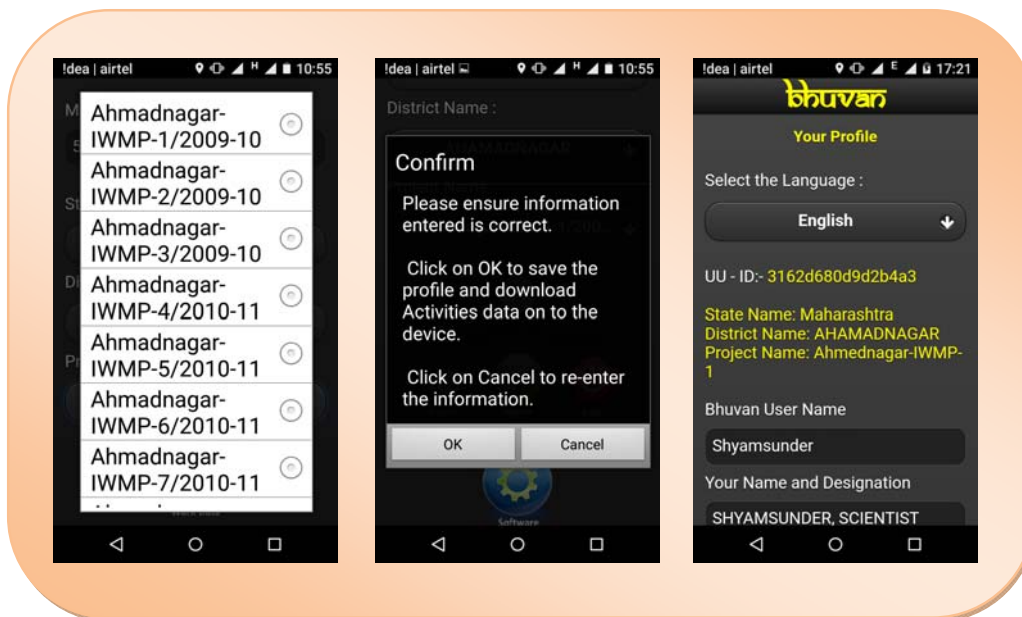 !dea | airtel H 10:55
Ahmadnagar-
IWMP-1/2009-10
Ahmadnagar-
IWMP-2/2009-10
Ahmadnagar-
IWMP-3/2009-10
Ahmadnagar-
IWMP-4/2010-11
Ahmadnagar-
IWMP-5/2010-11
Ahmadnagar-
IWMP-6/2010-11
Ahmadnagar-
IWMP-7/2010-11
!dea | airtel H 10:55
District Name :
AHAMADNAGAR
Confirm
Please ensure information
entered is correct.
Click on OK to save the
profile and download
Activities data on to the
device.
Click on Cancel to re-enter
the information.
OK Cancel
Software
!dea | airtel E 17:21
bhuvan
Your Profile
Select the Language :
English
UU - ID:- 3162d680d9d2b4a3
State Name: Maharashtra
District Name: AHAMADNAGAR
Project Name: Ahmednagar-IWMP-
1
Bhuvan User Name
Shyamsunder
Your Name and Designation
SHYAMSUNDER, SCIENTIST